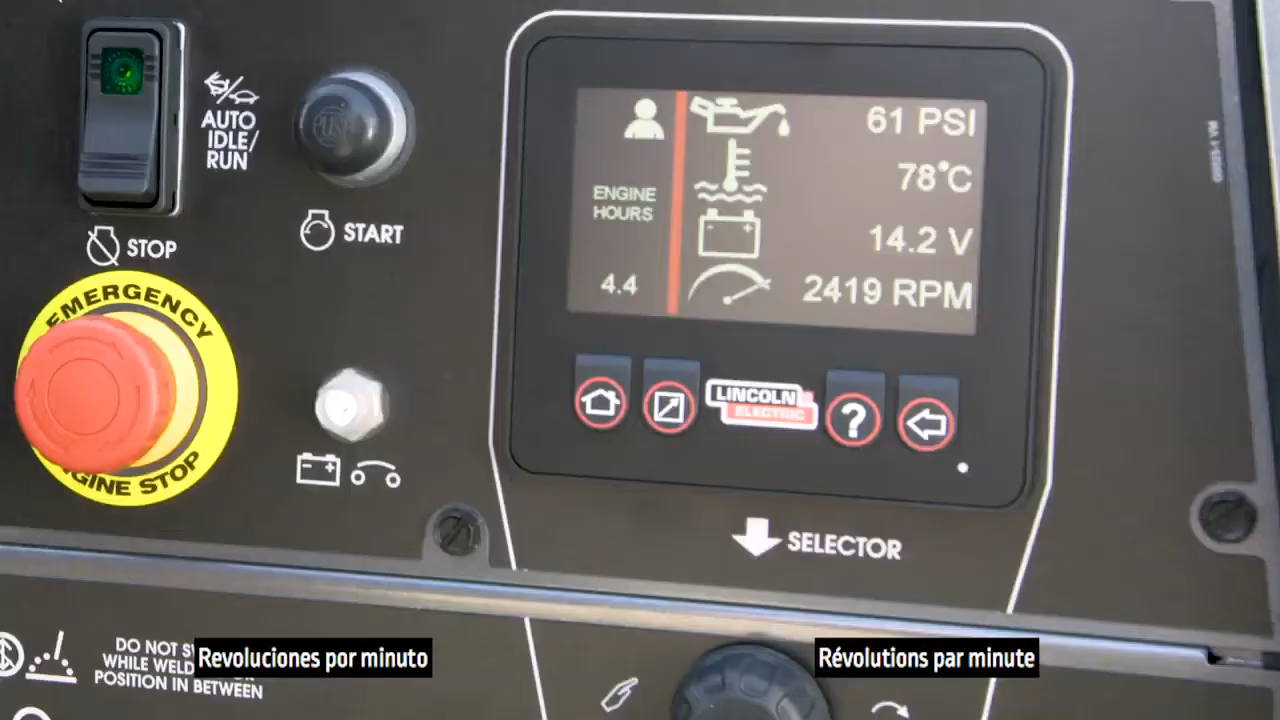 AUTO
IDLE/
RUN
STOP
START
EMERGENCY
ENGINE STOP
61 PSI
78°C
ENGINE
HOURS
14.2 V
4.4
2419 RPM
LINCOLN
ELECTRIC
?
SELECTOR
DO NOT
WHILE WELD
POSITION IN BETWEEN
Revoluciones por minuto
Révolutions par minute